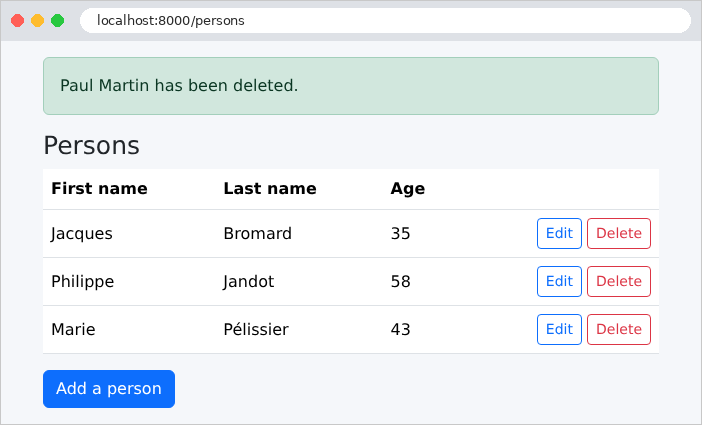 localhost:8000/persons
Paul Martin has been deleted.
Persons
First name Last name Age
Jacques Bromard 35 Edit Delete
Philippe Jandot 58 Edit Delete
Marie Pélissier 43 Edit Delete
Add a person